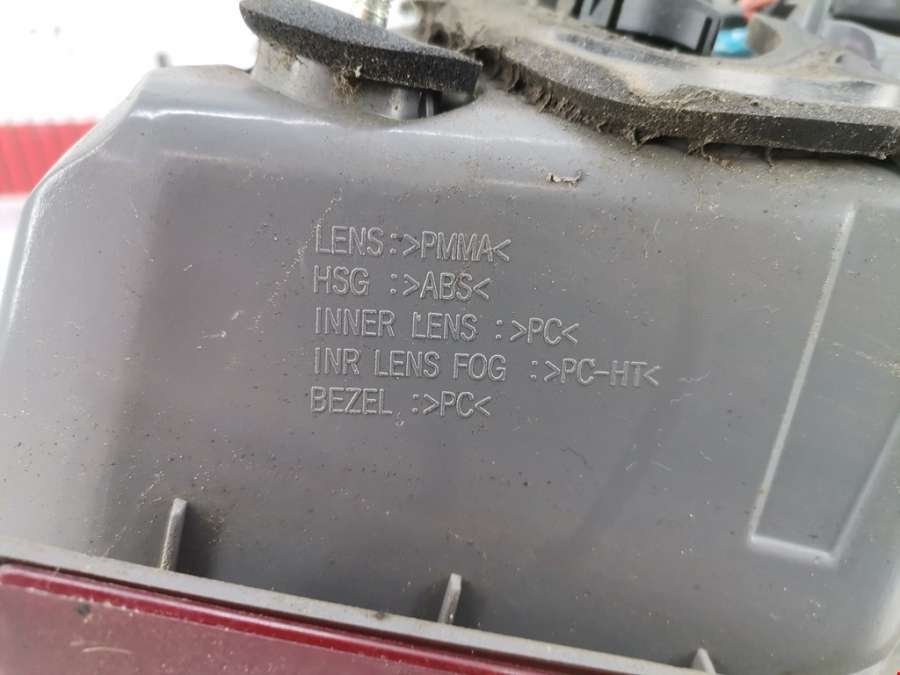 LENS:>PMMA<
HSG :>ABS<
INNER LENS :>PC<
INR LENS FOG :>PC-HT<
BEZEL :>PC<